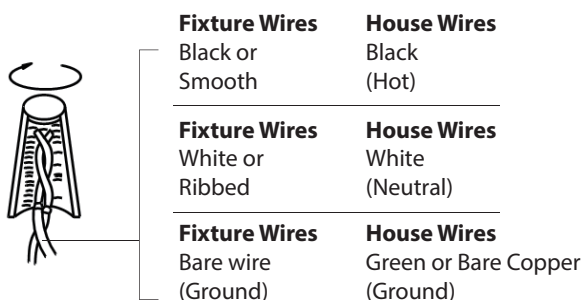 Fixture Wires House Wires
Black or Black
Smooth (Hot)
Fixture Wires House Wires
White or White
Ribbed (Neutral)
Fixture Wires House Wires
Bare wire Green or Bare Copper
(Ground) (Ground)